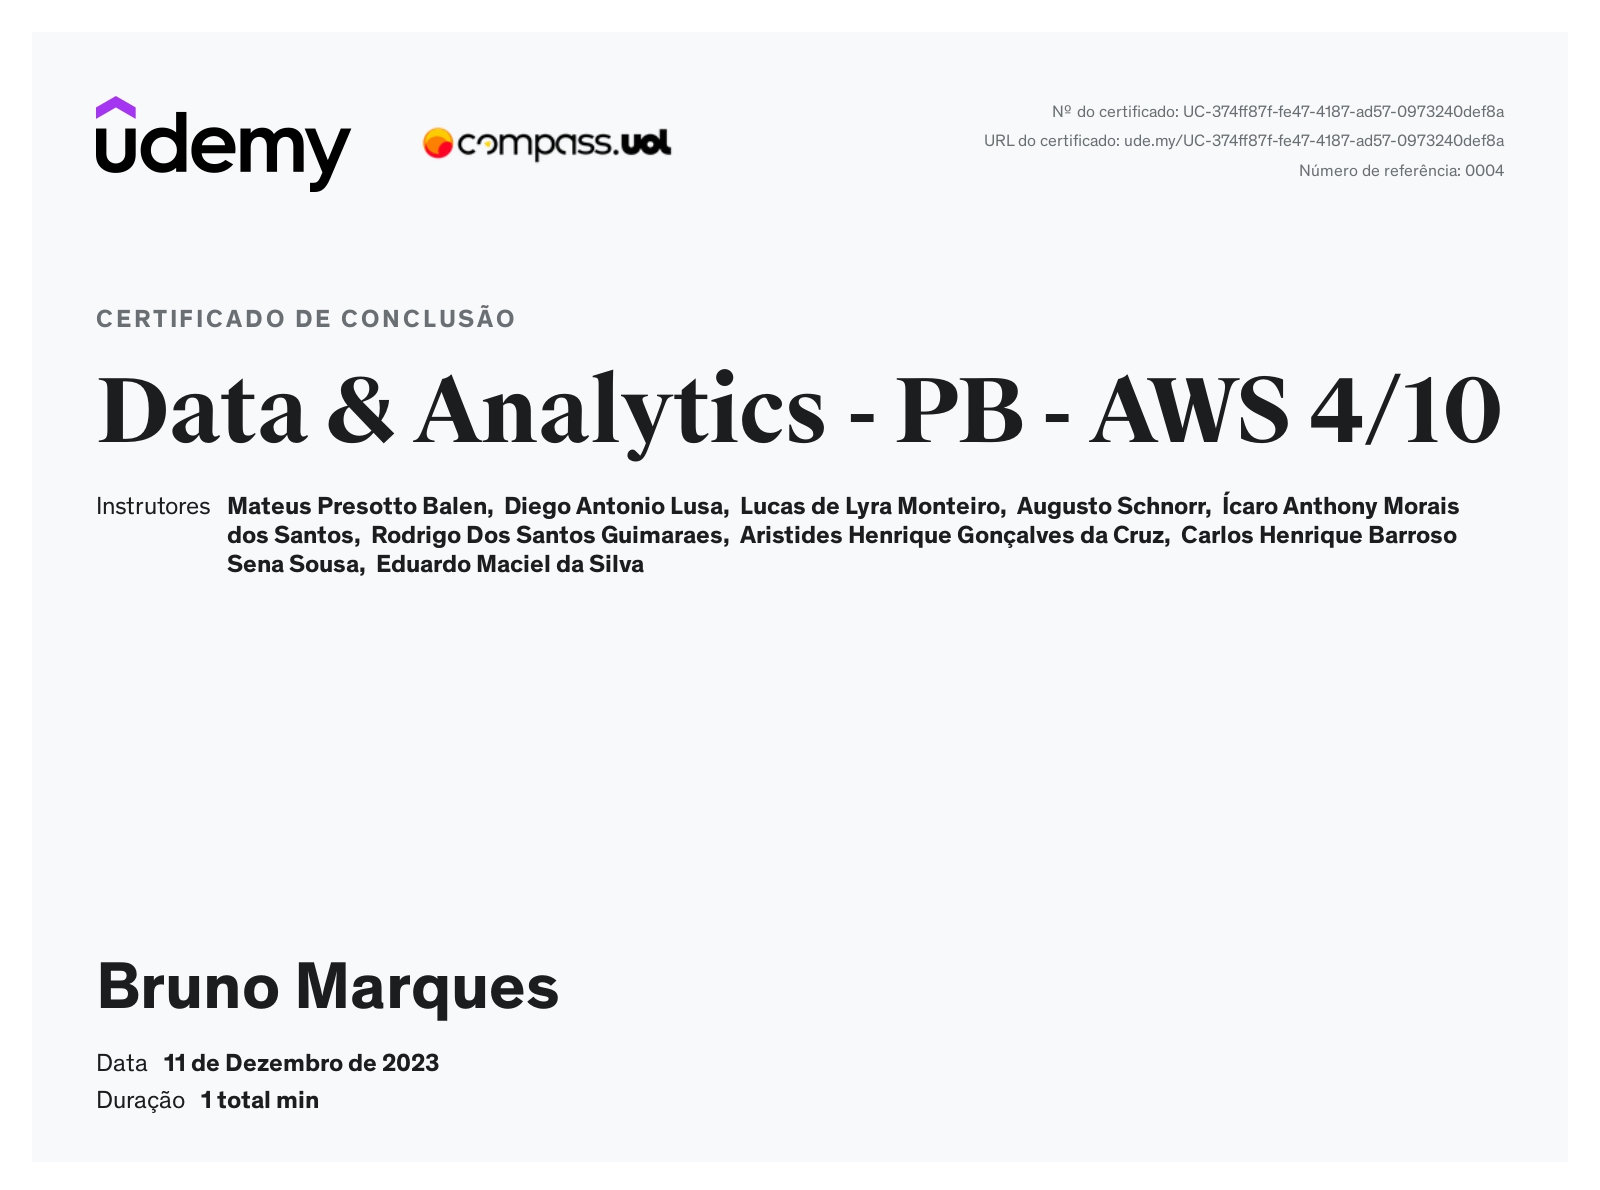 udemy
compass.uol
Nº do certificado: UC-374ff87f-fe47-4187-ad57-0973240def8a
URL do certificado: ude.my/UC-374ff87f-fe47-4187-ad57-0973240def8a
Número de referência: 0004
CERTIFICADO DE CONCLUSÃO
Data & Analytics - PB - AWS 4/10
Instrutores Mateus Presotto Balen, Diego Antonio Lusa, Lucas de Lyra Monteiro, Augusto Schnorr, Ícaro Anthony Morais
dos Santos, Rodrigo Dos Santos Guimaraes, Aristides Henrique Gonçalves da Cruz, Carlos Henrique Barroso
Sena Sousa, Eduardo Maciel da Silva
Bruno Marques
Data 11 de Dezembro de 2023
Duração 1 total min